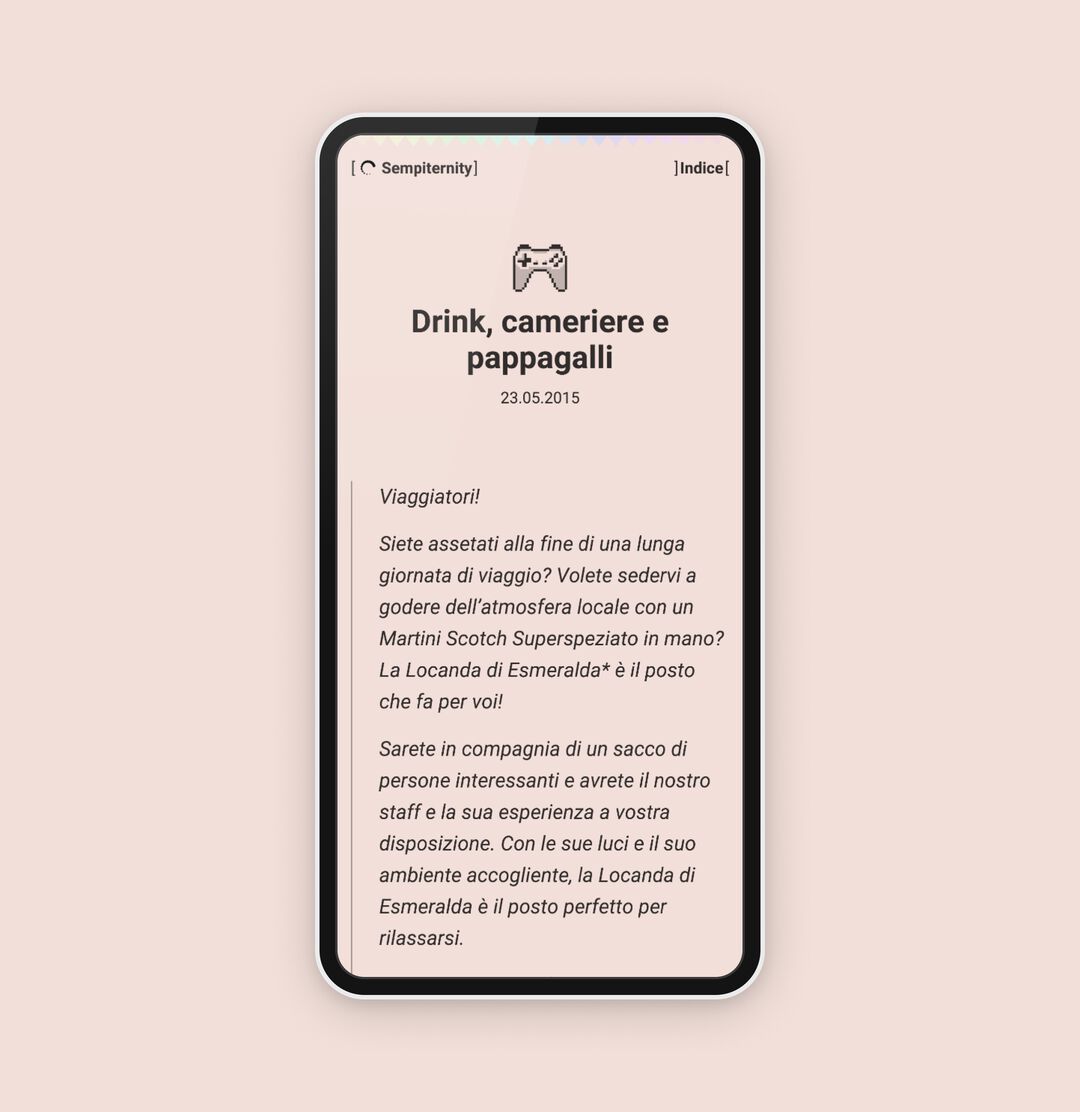 [ Sempiternity]
]Indice[
Drink, cameriere e
pappagalli
23.05.2015
Viaggiatori!
Siete assetati alla fine di una lunga
giornata di viaggio? Volete sedervi a
godere dell’atmosfera locale con un
Martini Scotch Superspeziato in mano?
La Locanda di Esmeralda* è il posto
che fa per voi!
Sarete in compagnia di un sacco di
persone interessanti e avrete il nostro
staff e la sua esperienza a vostra
disposizione. Con le sue luci e il suo
ambiente accogliente, la Locanda di
Esmeralda è il posto perfetto per
rilassarsi.